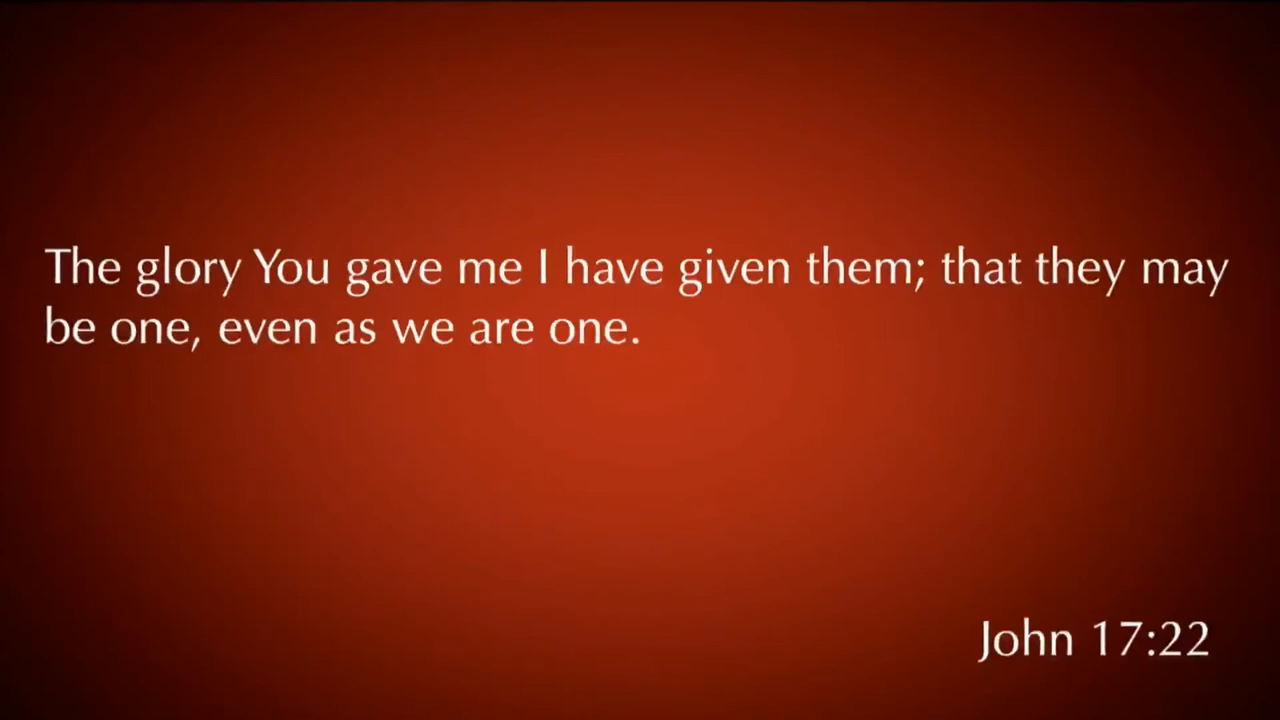 The glory You gave me I have given them; that they may
be one, even as we are one.
John 17:22